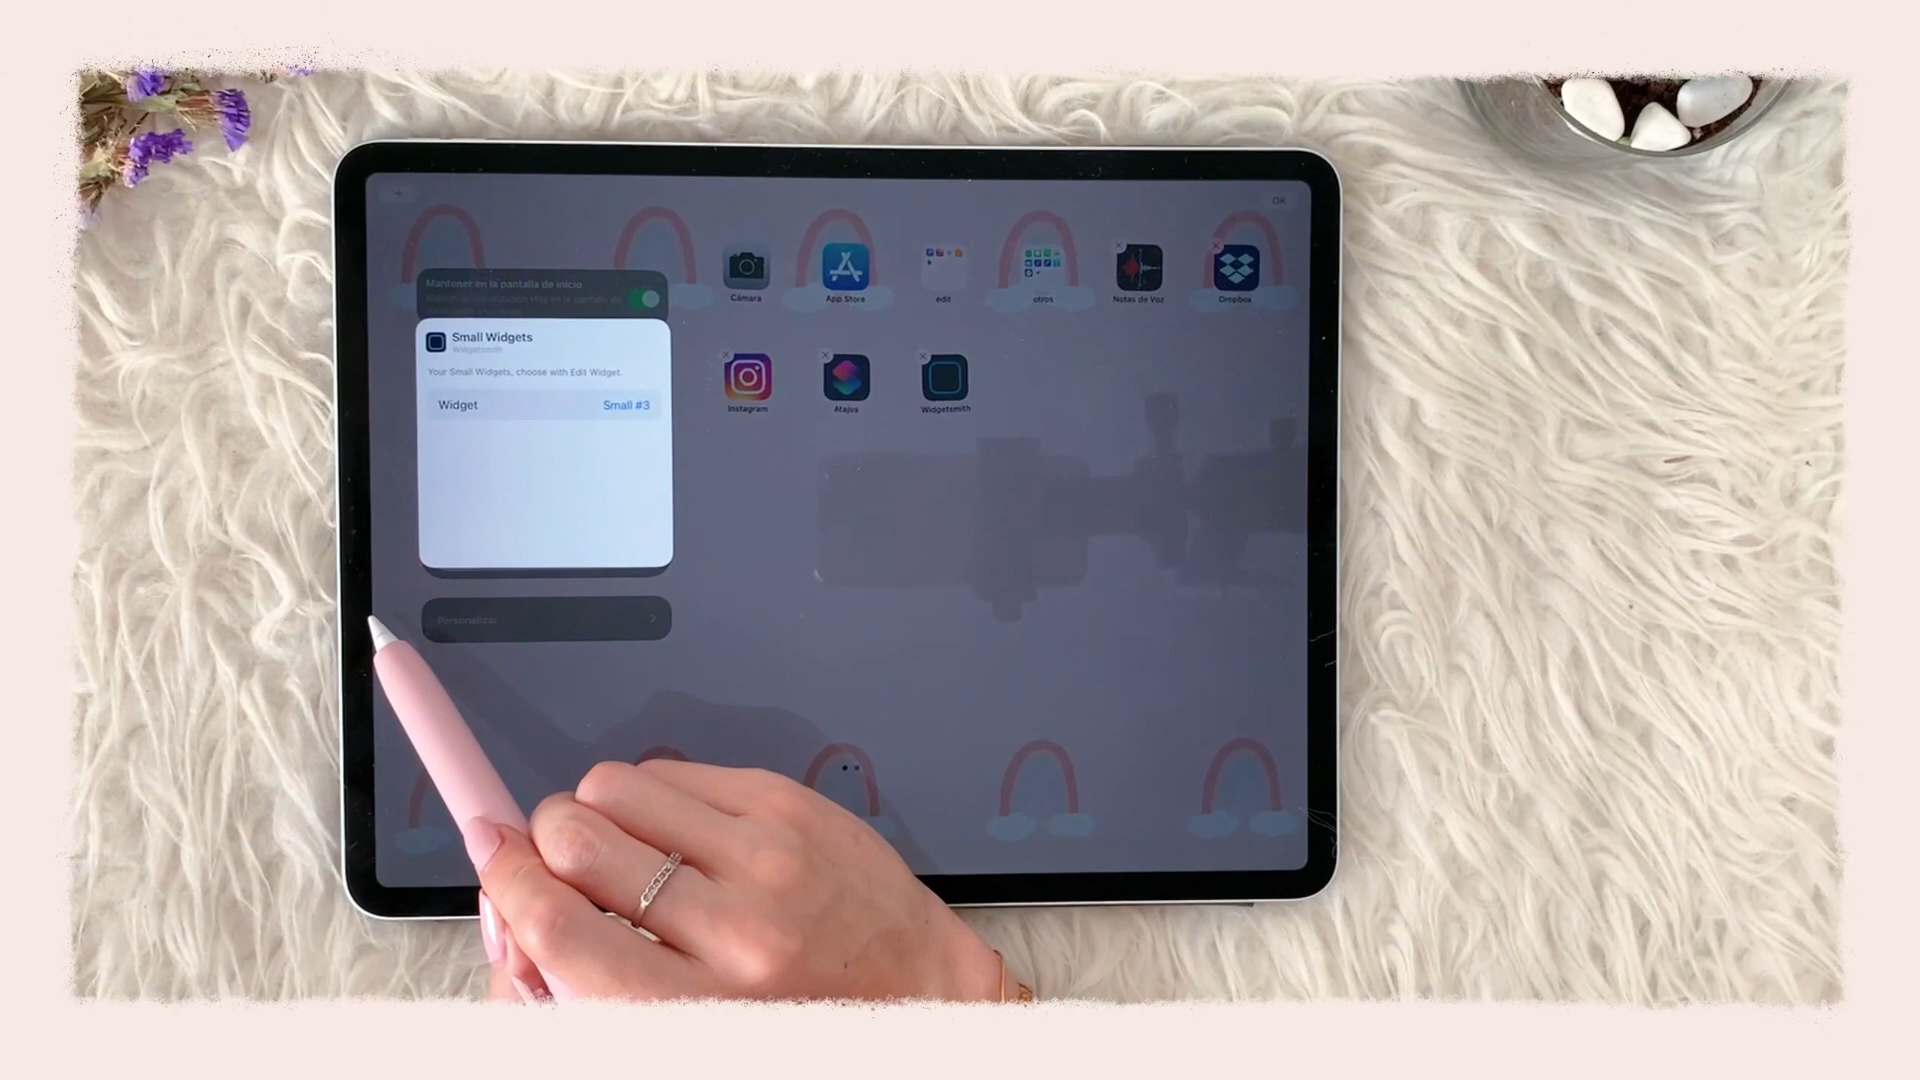 OK
Mantener en la pantalla de inicio
Cámara
App Store
edit
otros
Notas de Voz
Dropbox
Small Widgets
Widgetsmith
Your Small Widgets, choose with Edit Widget.
Widget
Small #3
Instagram
Atajos
Widgetsmith
Personalizar